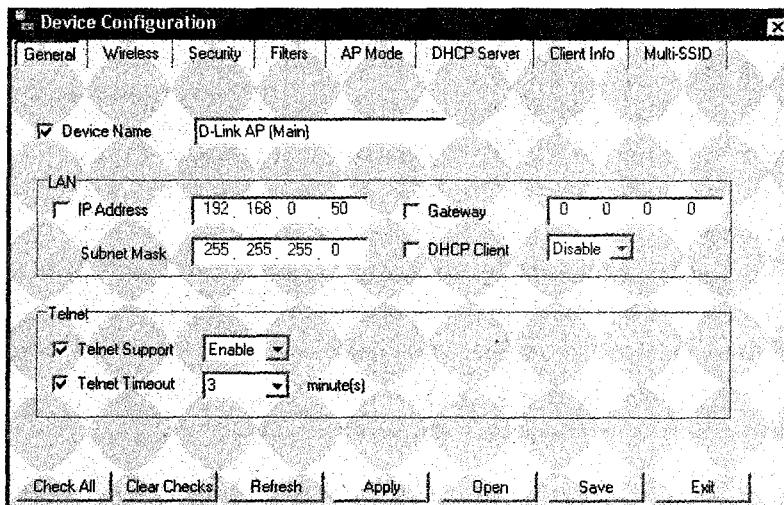 Device Configuration
General Wireless Security Filters AP Mode DHCP Server Client Info Multi-SSID
Device Name D-Link AP (Main)
LAN
IP Address 192 . 168 . 0 . 50 Gateway 0 . 0 . 0 . 0
Subnet Mask 255 . 255 . 255 . 0 DHCP Client Disable
Telnet
Telnet Support Enable
Telnet Timeout 3 minute(s)
Check All Clear Checks Refresh Apply Open Save Exit